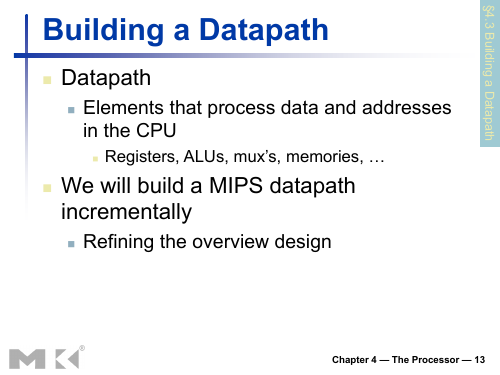 Building a Datapath
§4.3 Building a Datapath
Datapath
Elements that process data and addresses
in the CPU
Registers, ALUs, mux's, memories, …
We will build a MIPS datapath
incrementally
Refining the overview design
MK®
Chapter 4 — The Processor — 13